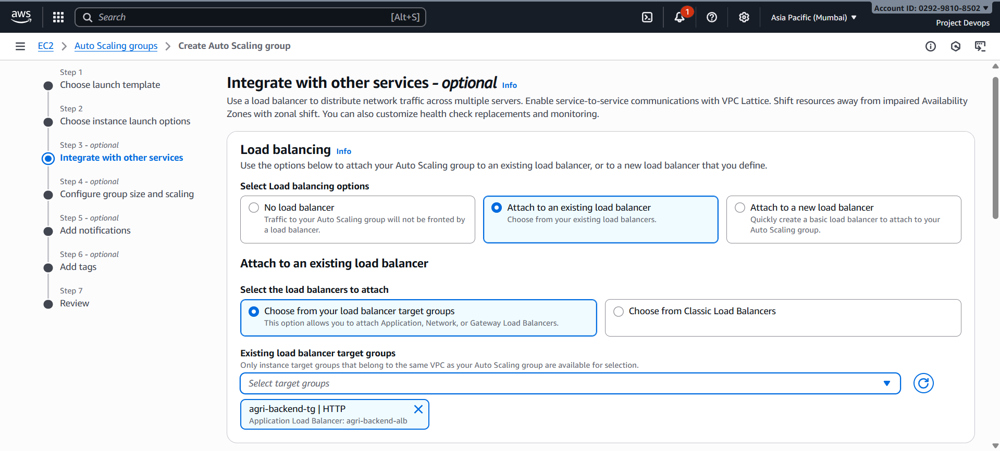 aws
Search
[Alt+S]
1
Asia Pacific (Mumbai)
Account ID: 0292-9810-8502
Project Devops
EC2
Auto Scaling groups
Create Auto Scaling group
Step 1
Choose launch template
Step 2
Choose instance launch options
Step 3 - optional
Integrate with other services
Step 4 - optional
Configure group size and scaling
Step 5 - optional
Add notifications
Step 6 - optional
Add tags
Step 7
Review
Integrate with other services - optional Info
Use a load balancer to distribute network traffic across multiple servers. Enable service-to-service communications with VPC Lattice. Shift resources away from impaired Availability
Zones with zonal shift. You can also customize health check replacements and monitoring.
Load balancing Info
Use the options below to attach your Auto Scaling group to an existing load balancer, or to a new load balancer that you define.
Select Load balancing options
No load balancer
Traffic to your Auto Scaling group will not be fronted by
a load balancer.
Attach to an existing load balancer
Choose from your existing load balancers.
Attach to a new load balancer
Quickly create a basic load balancer to attach to your
Auto Scaling group.
Attach to an existing load balancer
Select the load balancers to attach
Choose from your load balancer target groups
This option allows you to attach Application, Network, or Gateway Load Balancers.
Choose from Classic Load Balancers
Existing load balancer target groups
Only instance target groups that belong to the same VPC as your Auto Scaling group are available for selection.
Select target groups
agri-backend-tg | HTTP
Application Load Balancer: agri-backend-alb